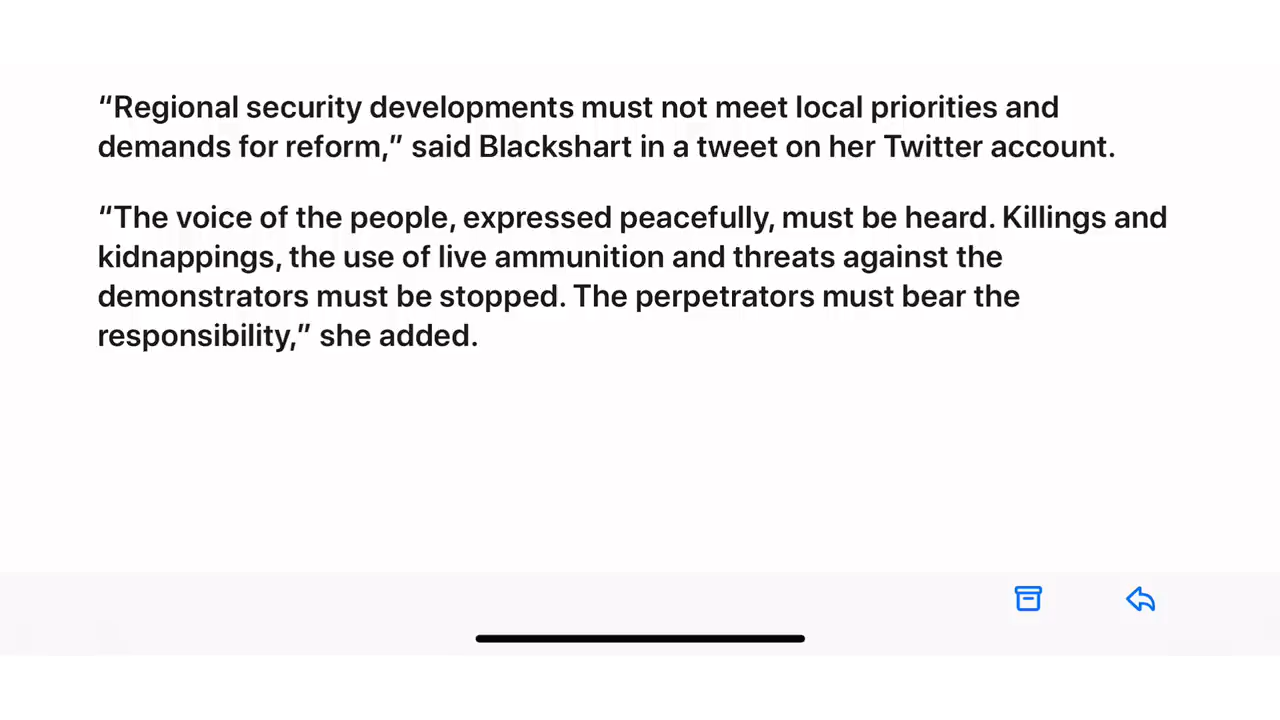 “Regional security developments must not meet local priorities and
demands for reform,” said Blackshart in a tweet on her Twitter account.
“The voice of the people, expressed peacefully, must be heard. Killings and
kidnappings, the use of live ammunition and threats against the
demonstrators must be stopped. The perpetrators must bear the
responsibility,” she added.